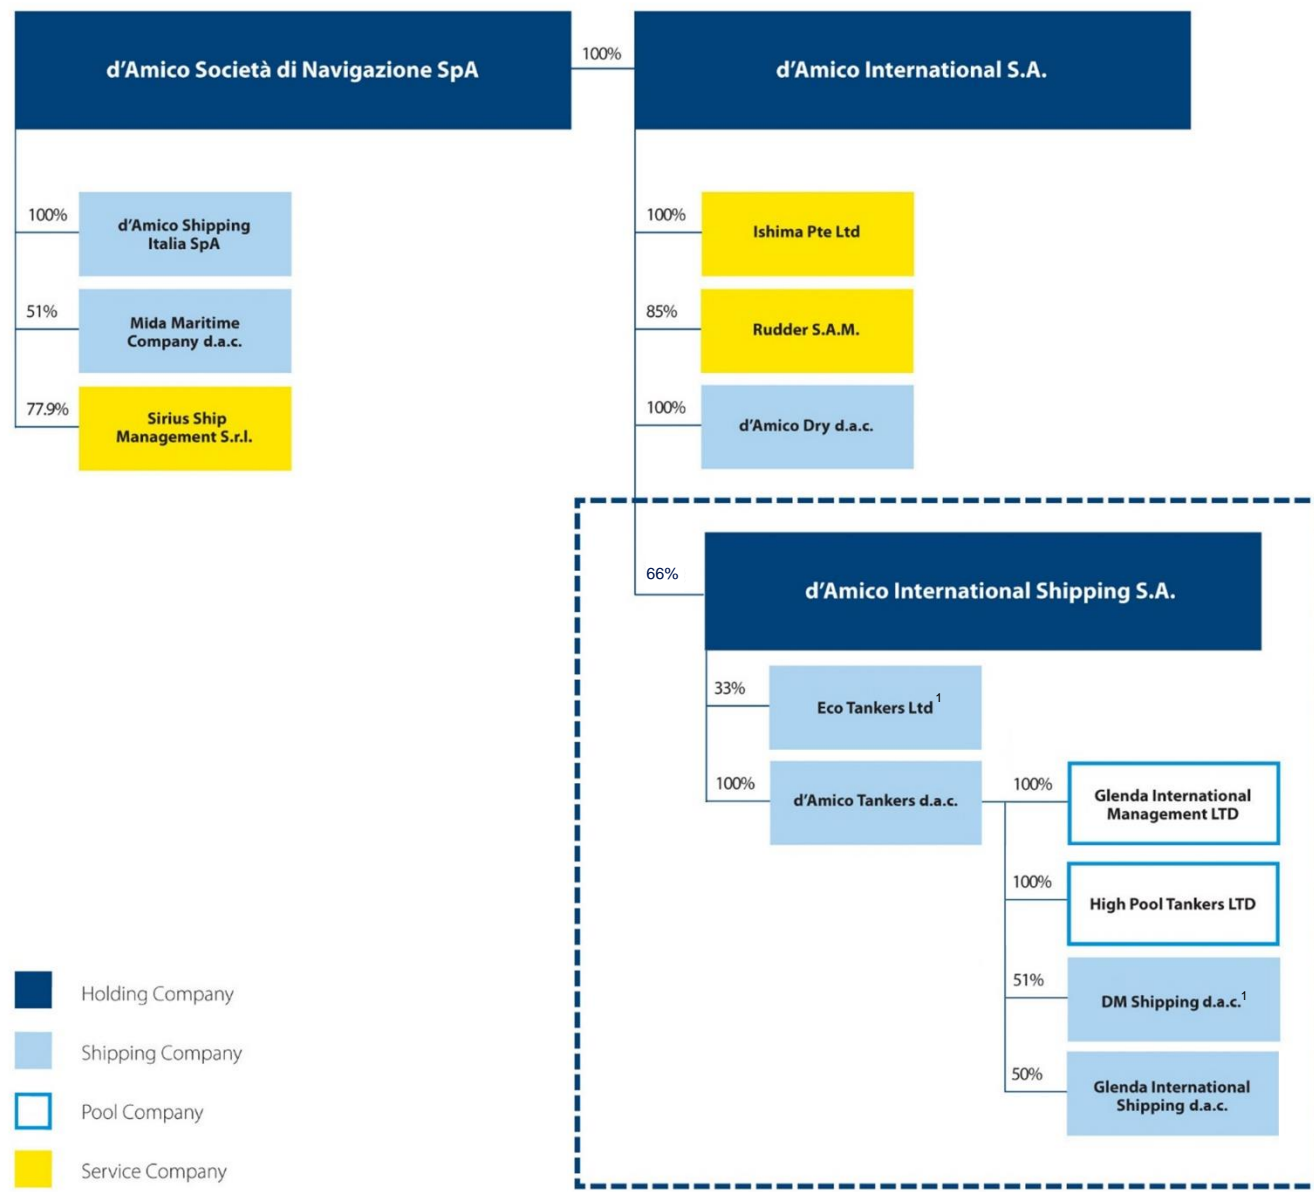 d’Amico Società di Navigazione SpA
100%
d’Amico International S.A.
100%
d’Amico Shipping
Italia SpA
51%
Mida Maritime
Company d.a.c.
77.9%
Sirius Ship
Management S.r.l.
100%
Ishima Pte Ltd
85%
Rudder S.A.M.
100%
d’Amico Dry d.a.c.
66%
d’Amico International Shipping S.A.
33%
Eco Tankers Ltd 1
100%
d’Amico Tankers d.a.c.
100%
Glenda International
Management LTD
100%
High Pool Tankers LTD
51%
DM Shipping d.a.c.1
50%
Glenda International
Shipping d.a.c.
Holding Company
Shipping Company
Pool Company
Service Company